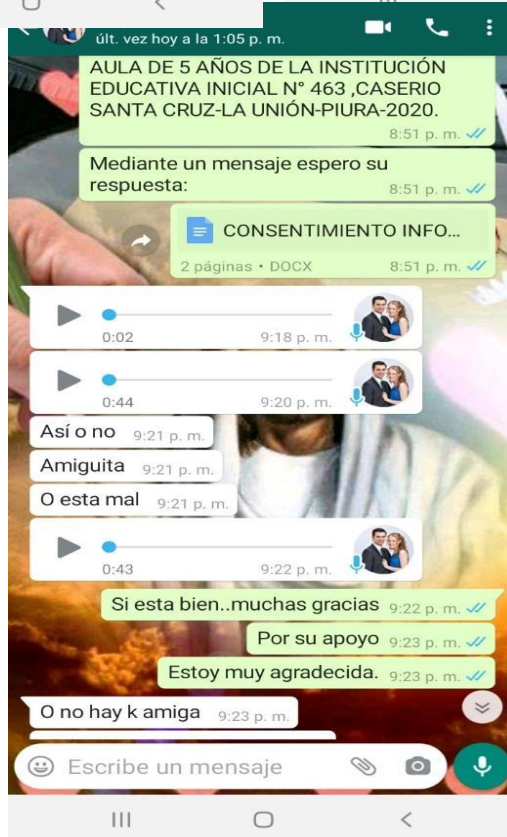 últ. vez hoy a la 1:05 p. m.
AULA DE 5 AÑOS DE LA INSTITUCIÓN
EDUCATIVA INICIAL N° 463 ,CASERIO
SANTA CRUZ-LA UNIÓN-PIURA-2020.
8:51 p. m.
Mediante un mensaje espero su
respuesta:
8:51 p. m.
CONSENTIMIENTO INFO...
2 páginas • DOCX 8:51 p. m.
0:02 9:18 p. m.
0:44 9:20 p. m.
Así o no 9:21 p. m.
Amiguita 9:21 p. m.
O esta mal 9:21 p. m.
0:43 9:22 p. m.
Si esta bien..muchas gracias 9:22 p. m.
Por su apoyo 9:23 p. m.
Estoy muy agradecida. 9:23 p. m.
O no hay k amiga 9:23 p. m.
Escribe un mensaje